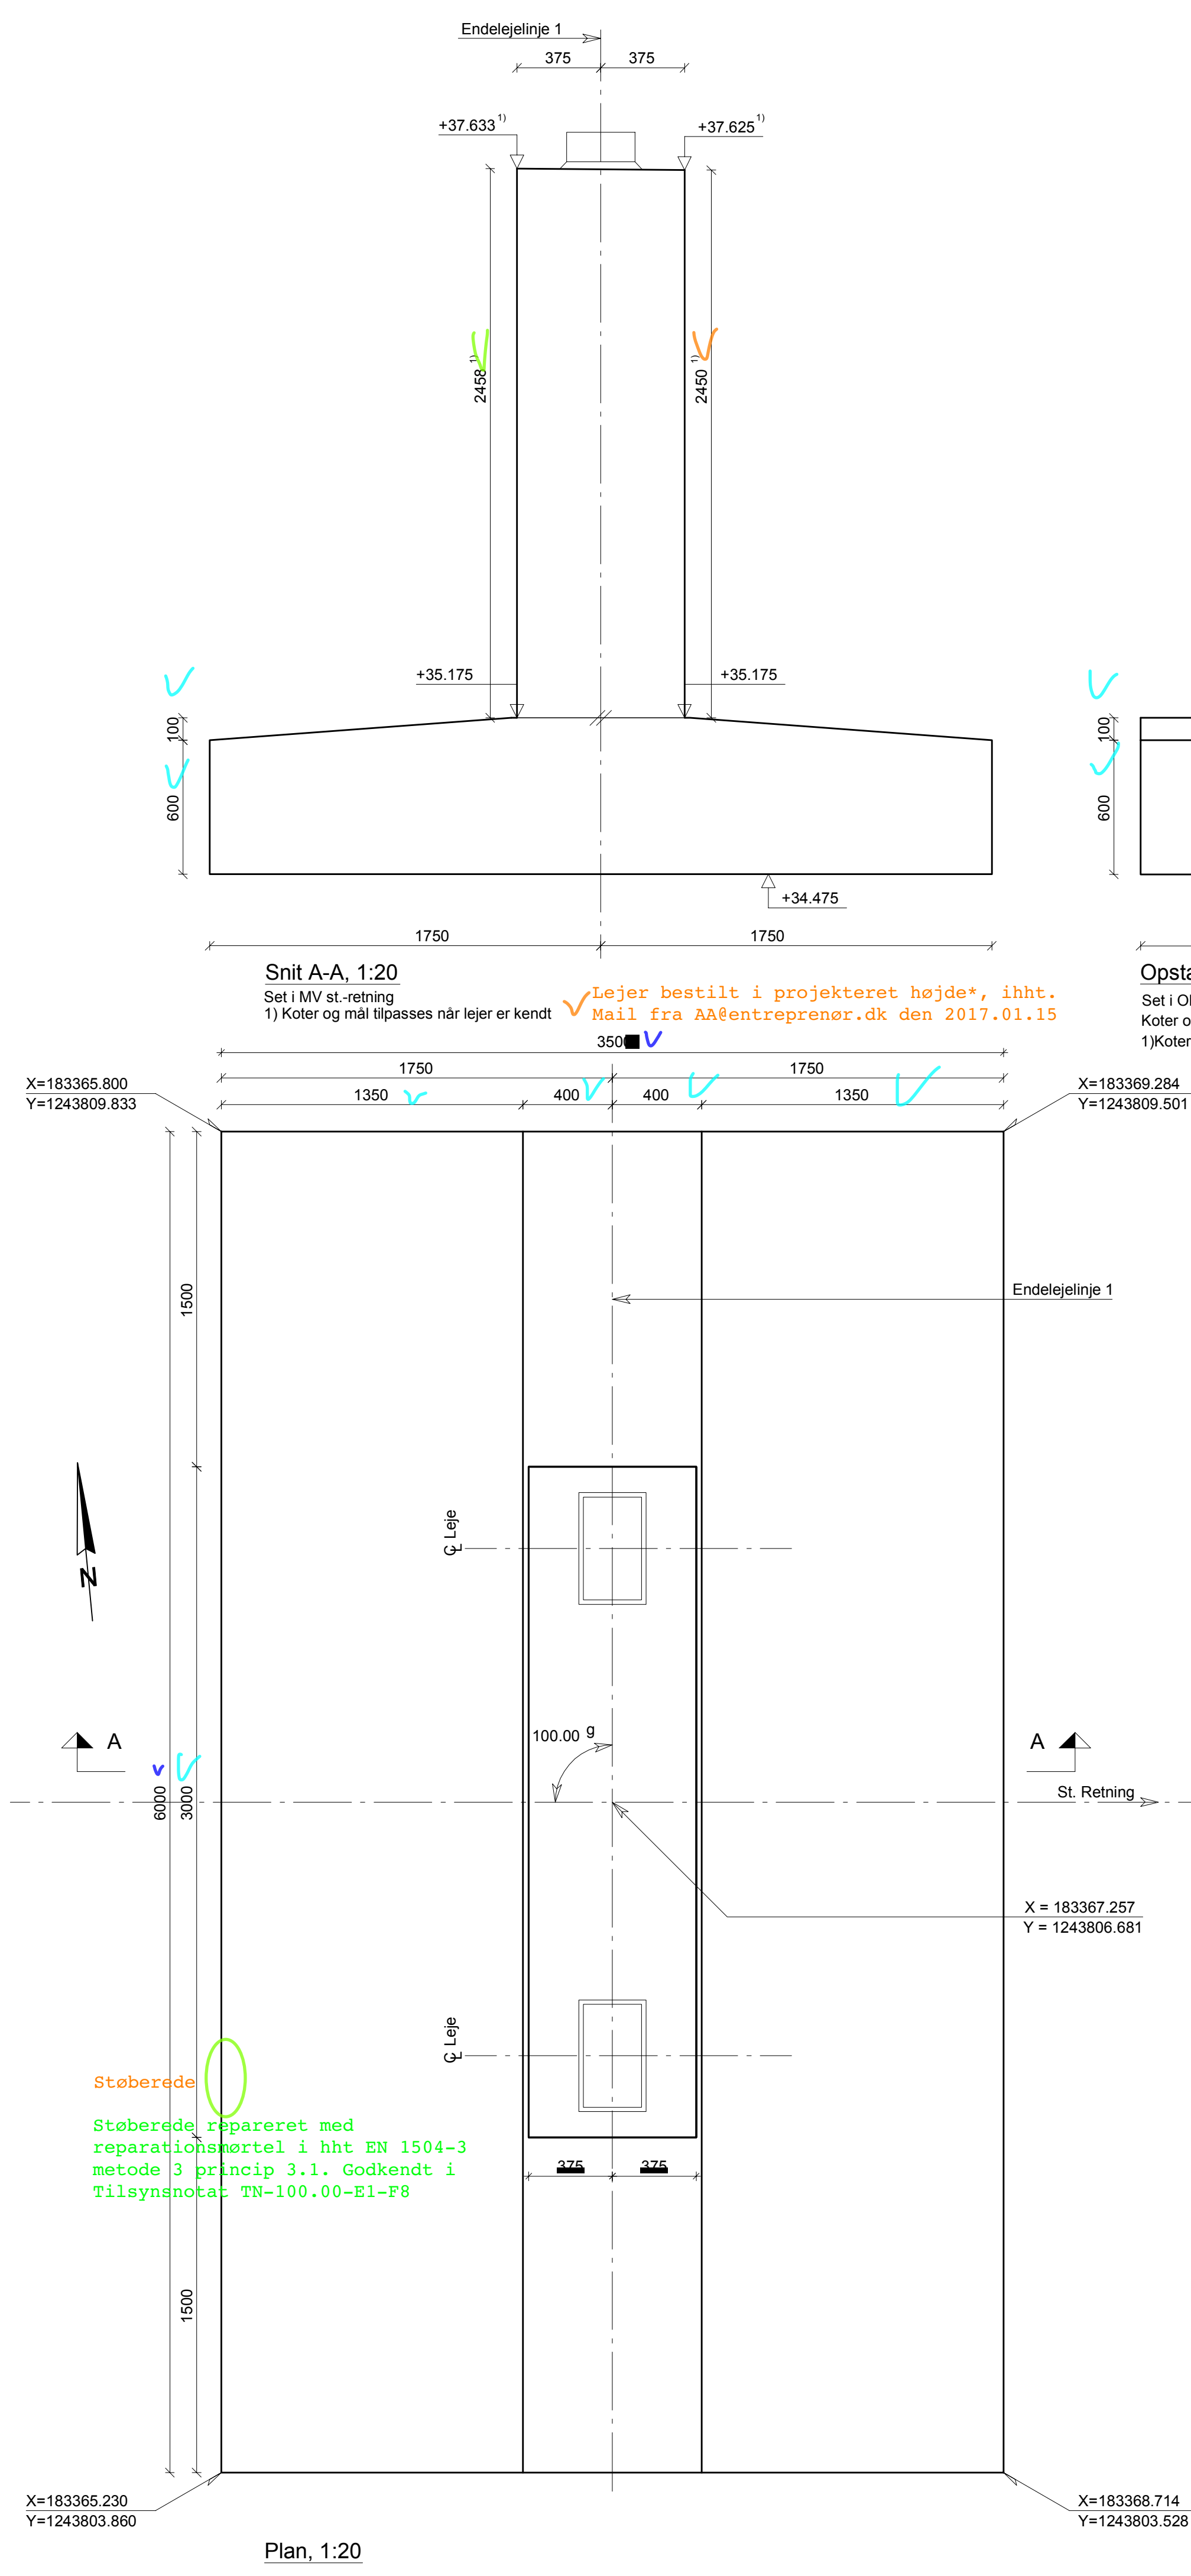 Endelejelinje 1
375 375
+37.633 1) +37.625 1)
2458 1) 2450 1)
+35.175 +35.175
100 100
600 600
+34.475
1750 1750
Snit A-A, 1:20
Set i MV st.-retning
1) Koter og mål tilpasses når lejer er kendt
Lejer bestilt i projekteret højde*, ihht.
Mail fra AA@entreprenør.dk den 2017.01.15
Opsta
Set i O
Koter o
1)Koter
350
1750 1750
1350 400 400 1350
X=183365.800
Y=1243809.833
X=183369.284
Y=1243809.501
1500
Endelejelinje 1
N
CL Leje
100.00 g
A A
6000 3000
St. Retning
X = 183367.257
Y = 1243806.681
CL Leje
Støberede
Støberede repareret med
reparationsmørtel i hht EN 1504-3
metode 3 princip 3.1. Godkendt i
Tilsynsnotat TN-100.00-E1-F8
375 375
1500
X=183365.230
Y=1243803.860
X=183368.714
Y=1243803.528
Plan, 1:20